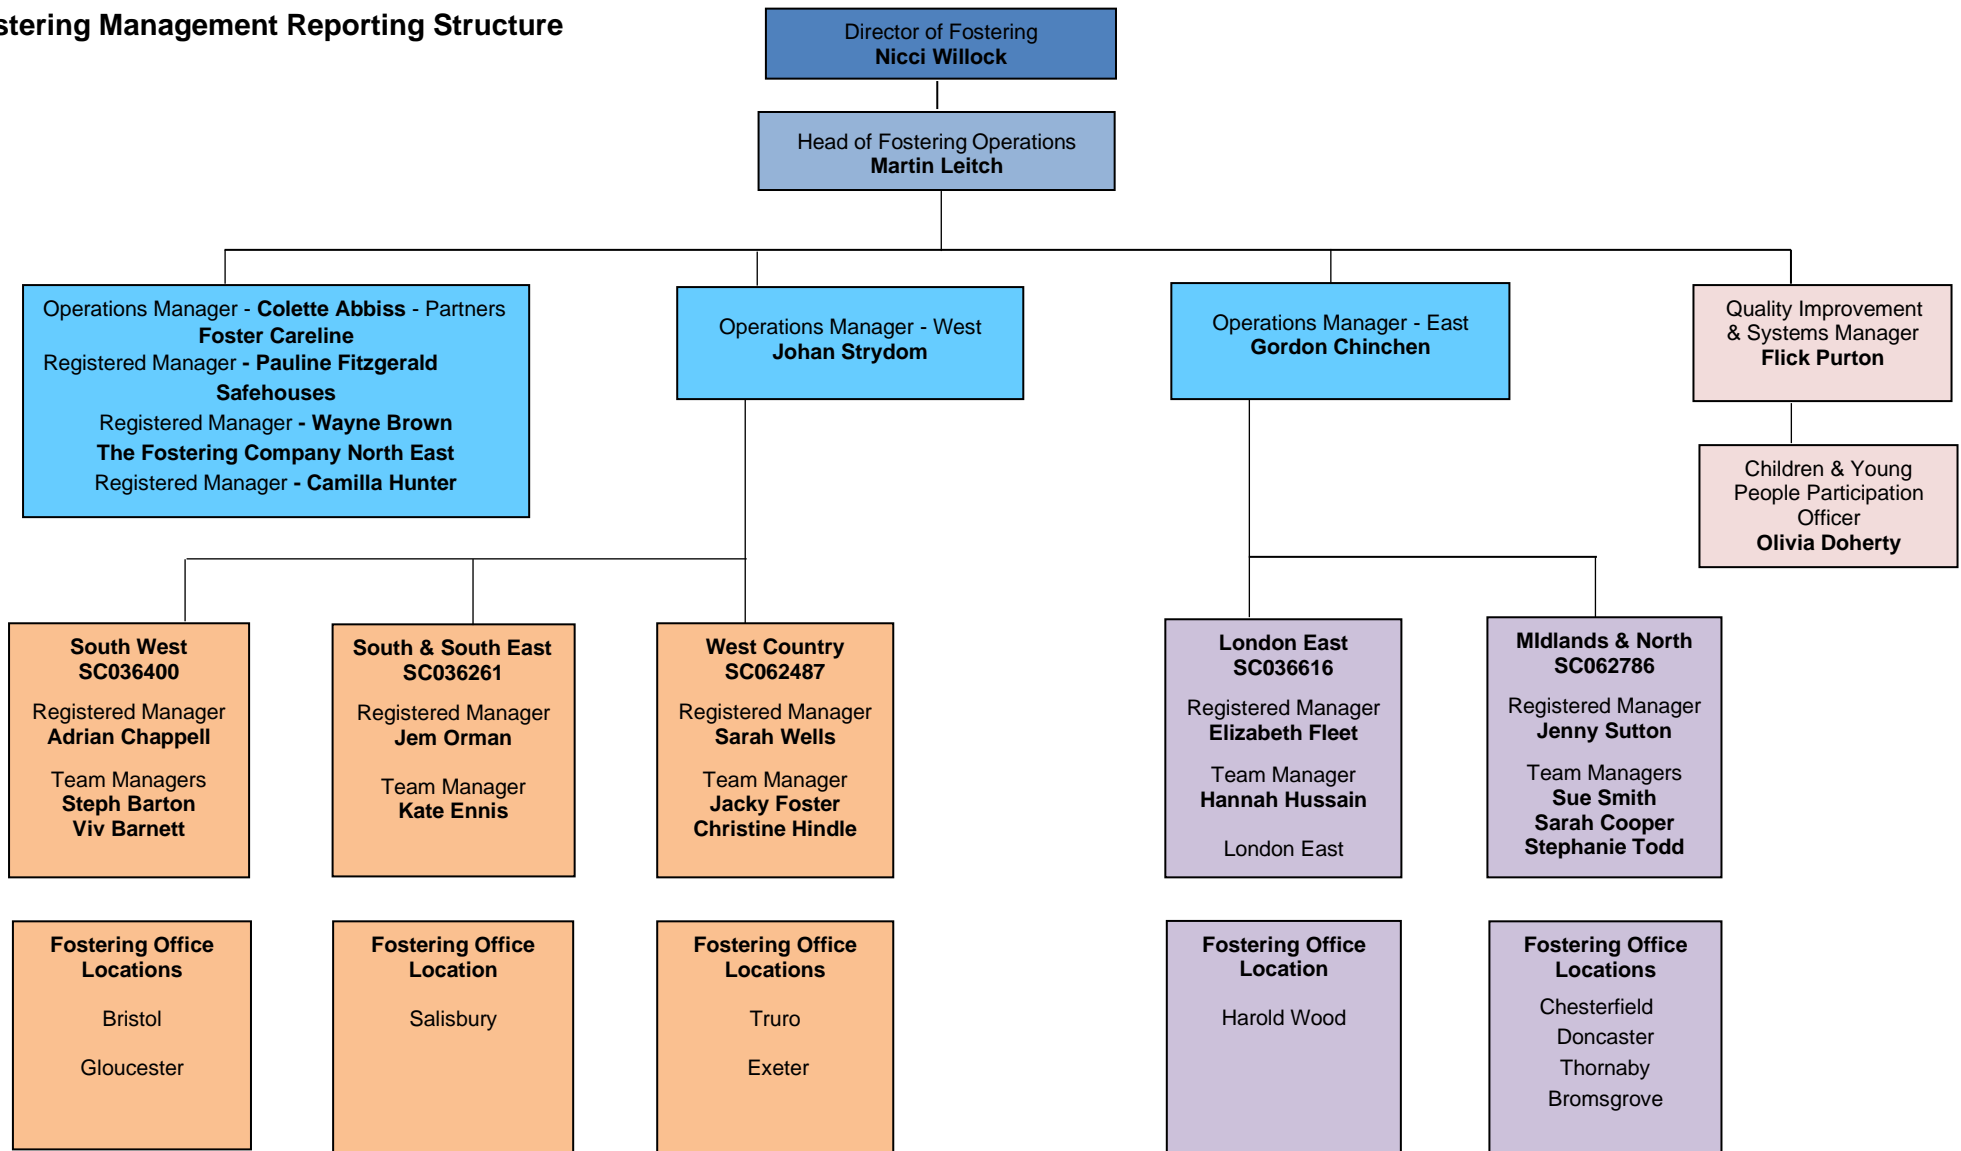 stering Management Reporting Structure
Director of Fostering
Nicci Willock
Head of Fostering Operations
Martin Leitch
Operations Manager - Colette Abbiss - Partners
Foster Careline
Registered Manager - Pauline Fitzgerald
Safehouses
Registered Manager - Wayne Brown
The Fostering Company North East
Registered Manager - Camilla Hunter
Operations Manager - West
Johan Strydom
Operations Manager - East
Gordon Chinchen
Quality Improvement
& Systems Manager
Flick Purton
Children & Young
People Participation
Officer
Olivia Doherty
South West
SC036400
Registered Manager
Adrian Chappell
Team Managers
Steph Barton
Viv Barnett
South & South East
SC036261
Registered Manager
Jem Orman
Team Manager
Kate Ennis
West Country
SC062487
Registered Manager
Sarah Wells
Team Manager
Jacky Foster
Christine Hindle
London East
SC036616
Registered Manager
Elizabeth Fleet
Team Manager
Hannah Hussain
London East
MIdlands & North
SC062786
Registered Manager
Jenny Sutton
Team Managers
Sue Smith
Sarah Cooper
Stephanie Todd
Fostering Office
Locations
Bristol
Gloucester
Fostering Office
Location
Salisbury
Fostering Office
Locations
Truro
Exeter
Fostering Office
Location
Harold Wood
Fostering Office
Locations
Chesterfield
Doncaster
Thornaby
Bromsgrove